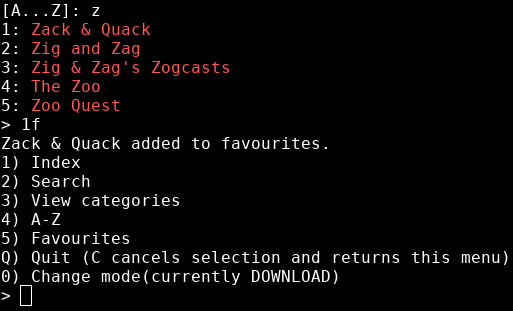 [A...Z]: z
1: Zack & Quack
2: Zig and Zag
3: Zig & Zag's Zogcasts
4: The Zoo
5: Zoo Quest
> 1f
Zack & Quack added to favourites.
1) Index
2) Search
3) View categories
4) A-Z
5) Favourites
Q) Quit (C cancels selection and returns this menu)
0) Change mode(currently DOWNLOAD)
>